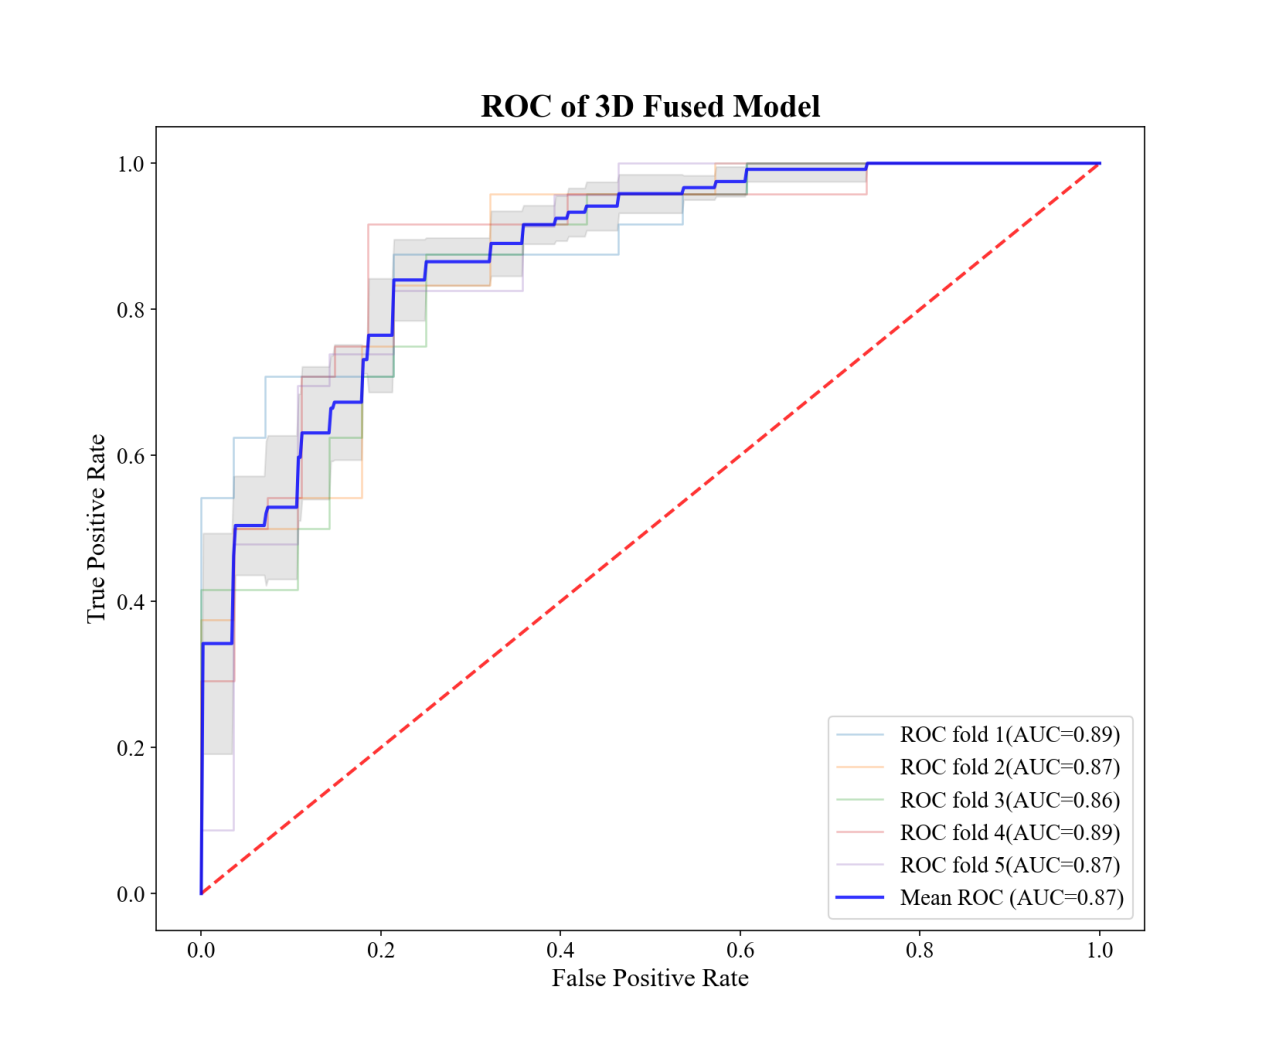 ROC of 3D Fused Model
True Positive Rate
1.0
0.8
0.6
0.4
0.2
0.0
0.0 0.2 0.4 0.6 0.8 1.0
False Positive Rate
ROC fold 1(AUC=0.89)
ROC fold 2(AUC=0.87)
ROC fold 3(AUC=0.86)
ROC fold 4(AUC=0.89)
ROC fold 5(AUC=0.87)
Mean ROC (AUC=0.87)